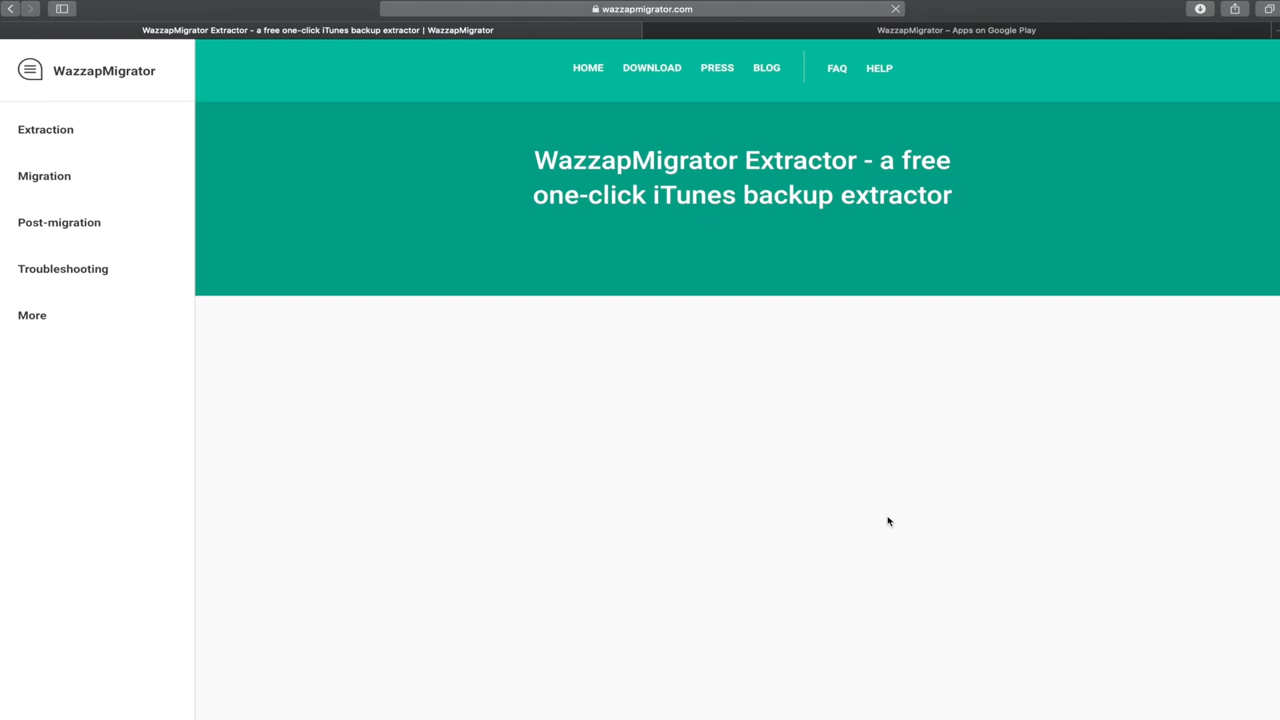 wazzapmigrator.com
WazzapMigrator Extractor - a free one-click iTunes backup extractor | WazzapMigrator
WazzapMigrator – Apps on Google Play
WazzapMigrator
HOME DOWNLOAD PRESS BLOG FAQ HELP
Extraction
Migration
Post-migration
Troubleshooting
More
WazzapMigrator Extractor - a free
one-click iTunes backup extractor